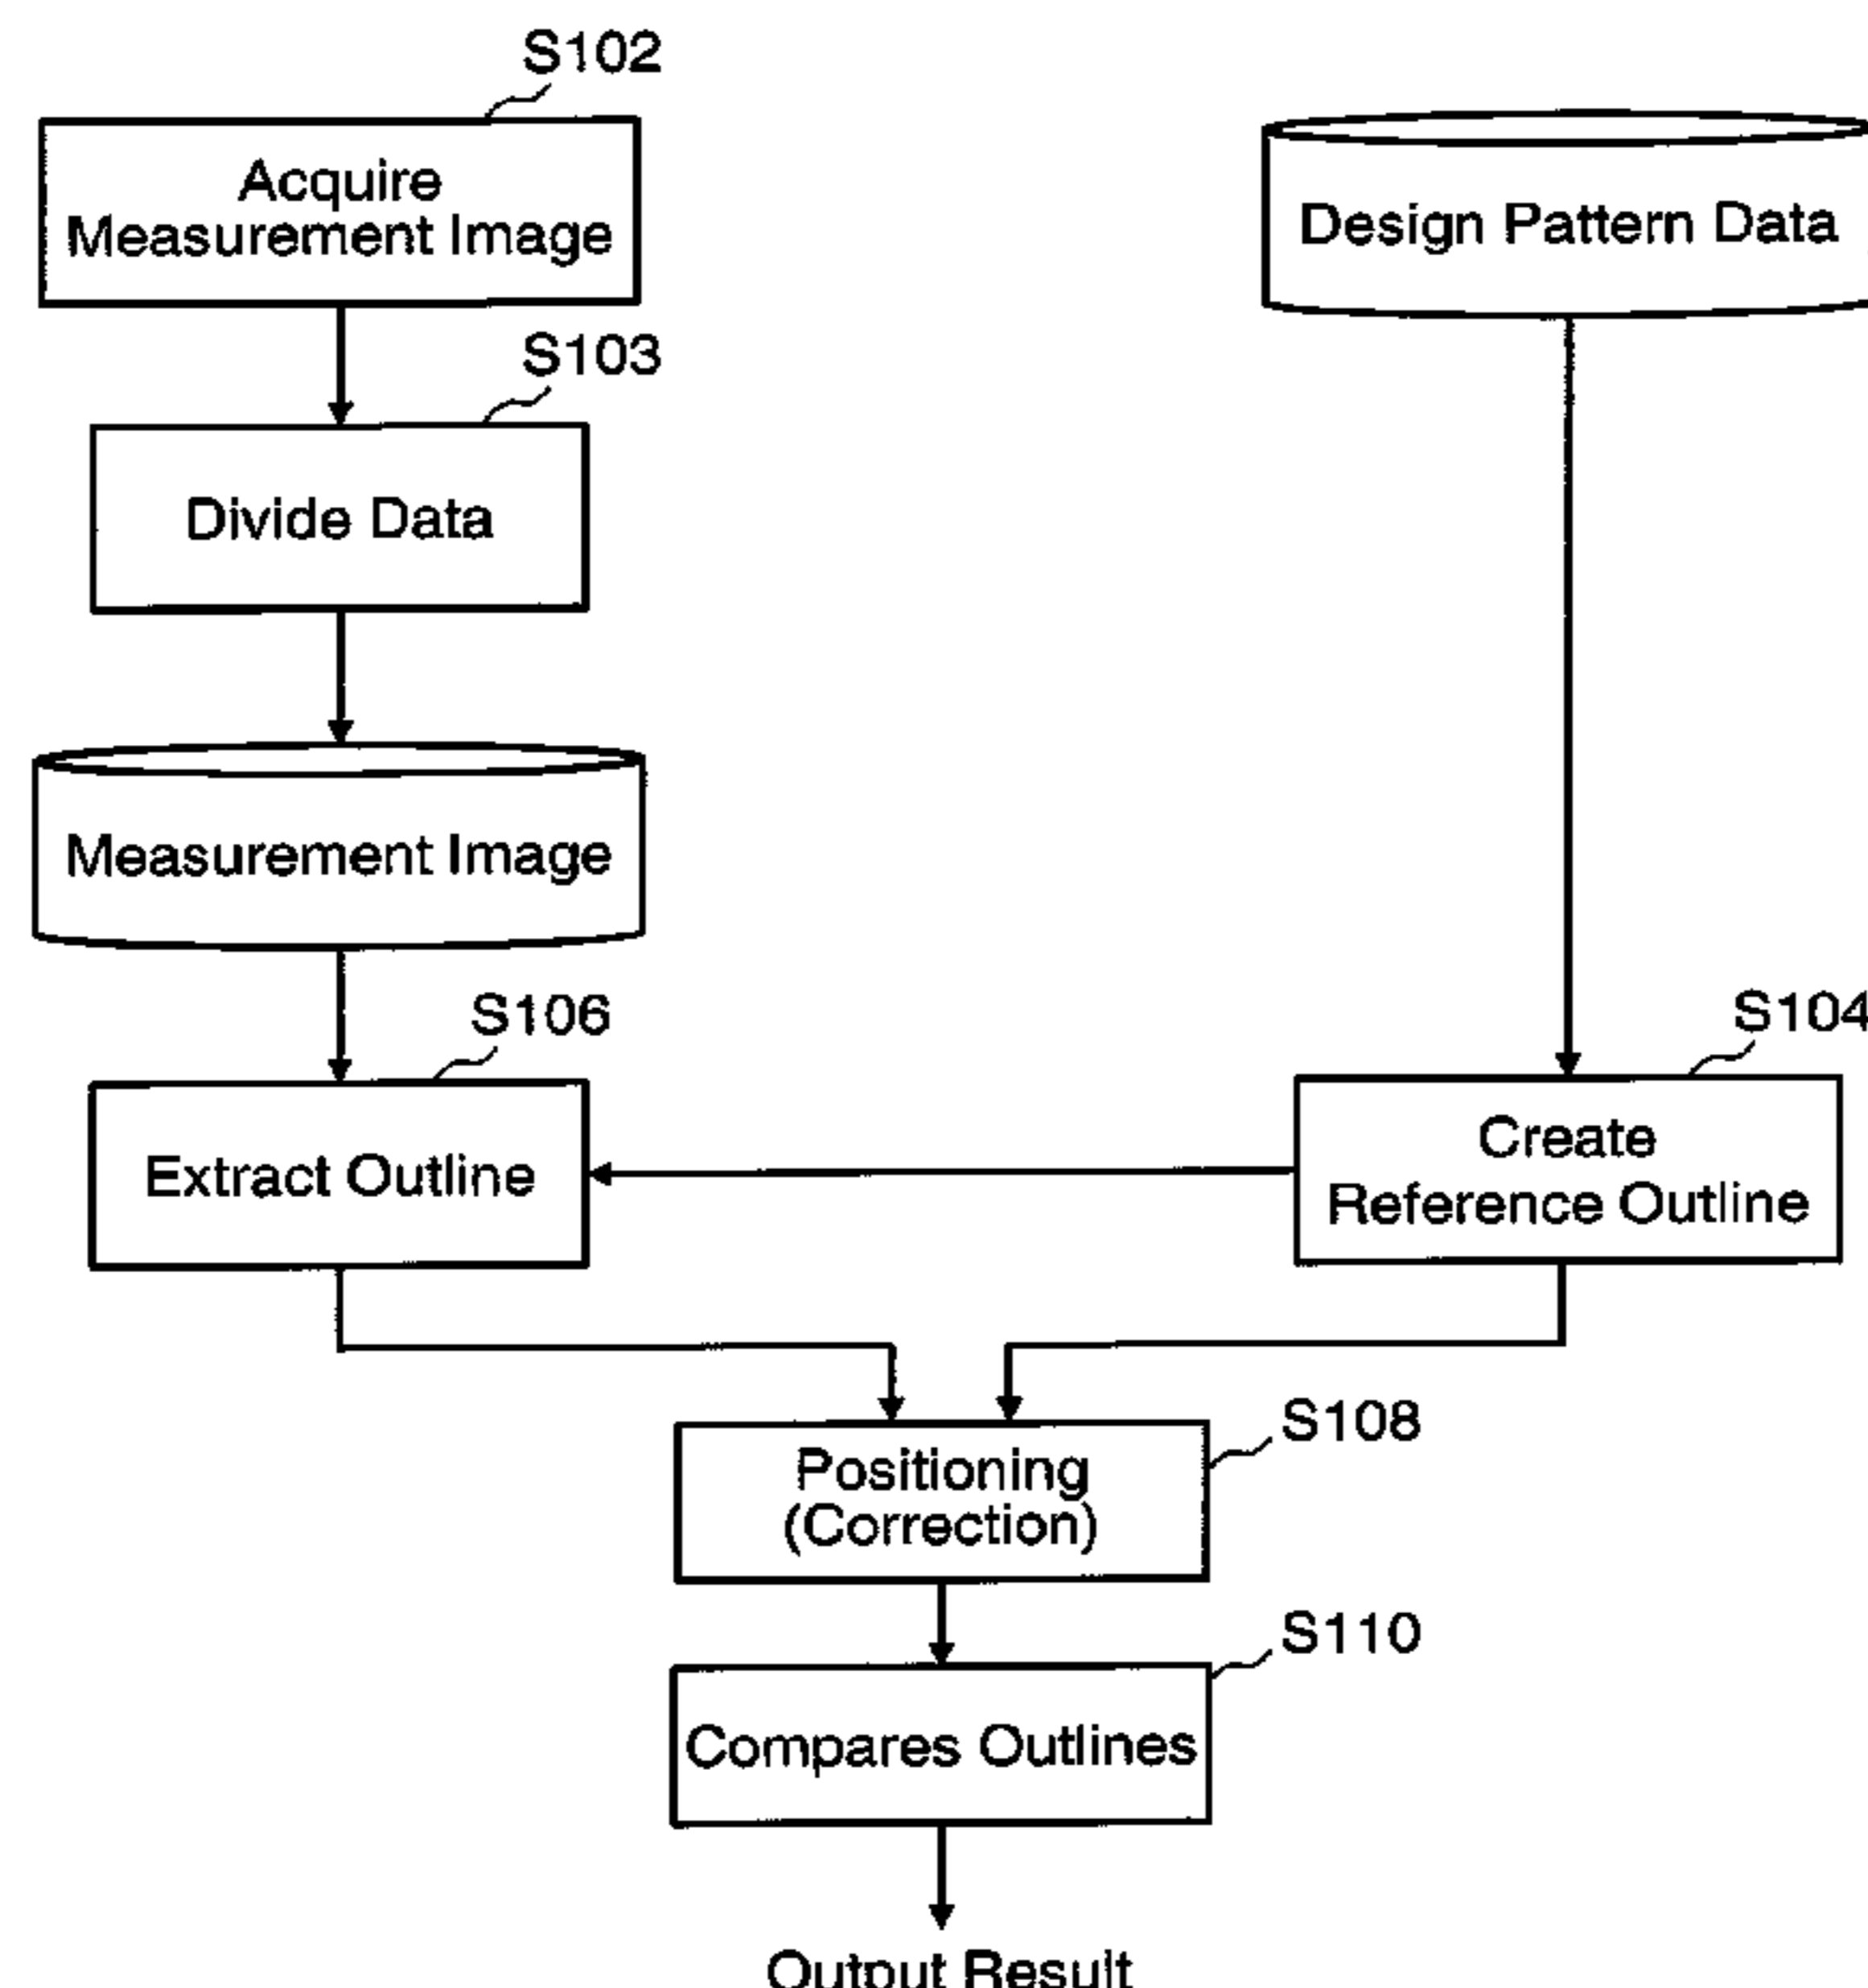 S102
Acquire
Measurement Image
Design Pattern Data
S103
Divide Data
Measurement Image
S106
S104
Extract Outline
Create
Reference Outline
S108
Positioning
(Correction)
S110
Compares Outlines
Output Result